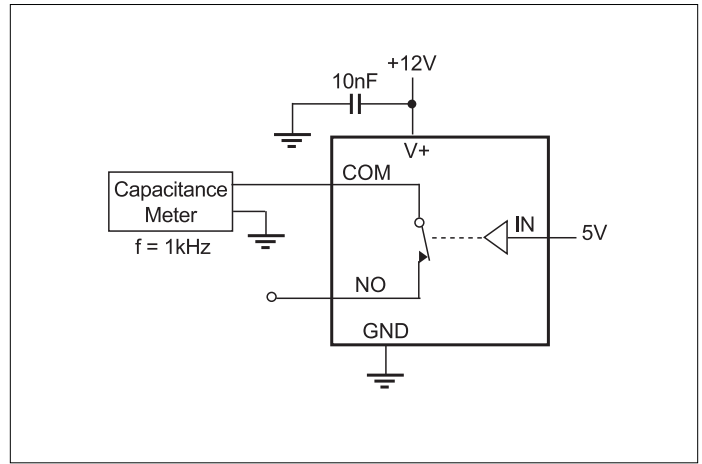 +12V
10nF
V+
COM
Capacitance
Meter
f = 1kHz
IN
5V
NO
GND